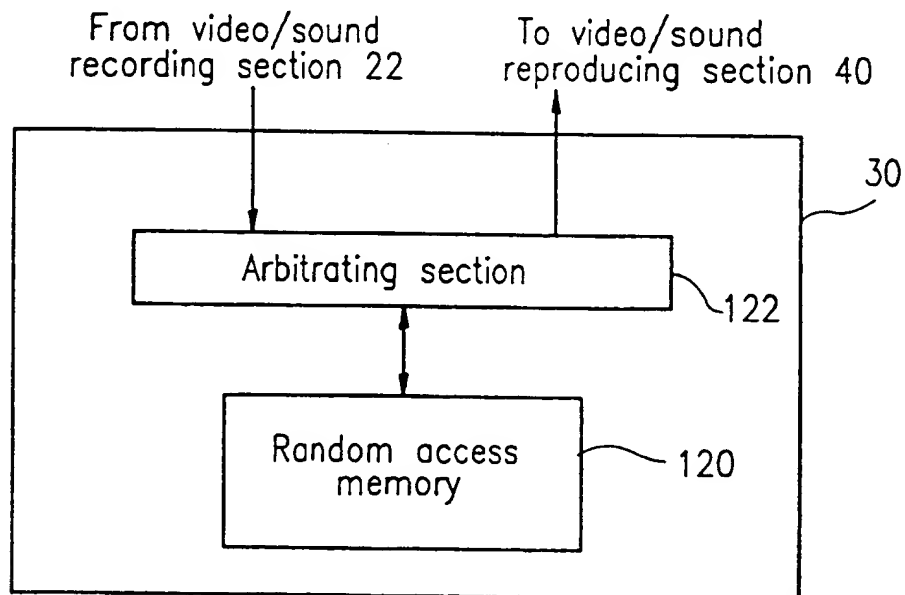 From video/sound
recording section 22
To video/sound
reproducing section 40
30
Arbitrating section
122
Random access
memory
120